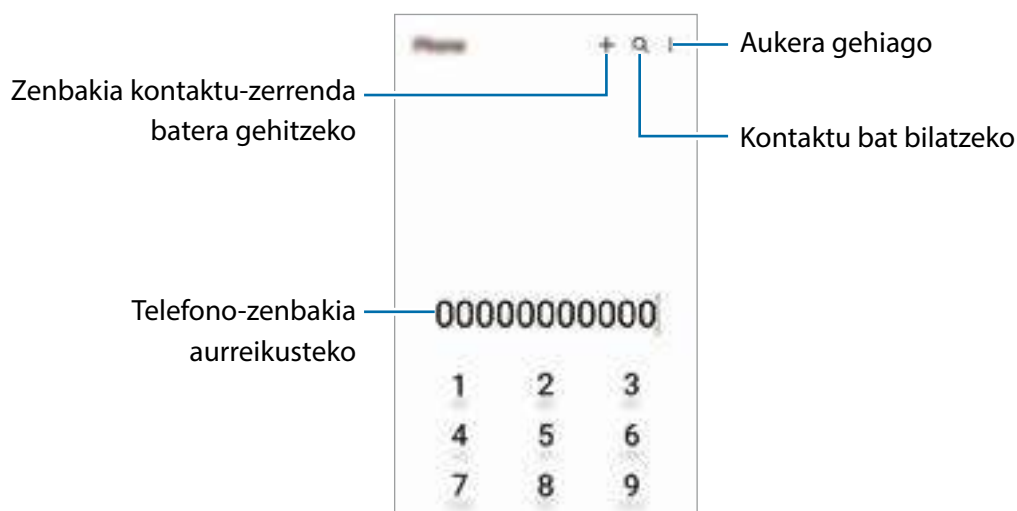 Phone
Aukera gehiago
Zenbakia kontaktu-zerrenda
batera gehitzeko
Kontaktu bat bilatzeko
Telefono-zenbakia
aurreikusteko
00000000000
1 2 3
4 5 6
7 8 9